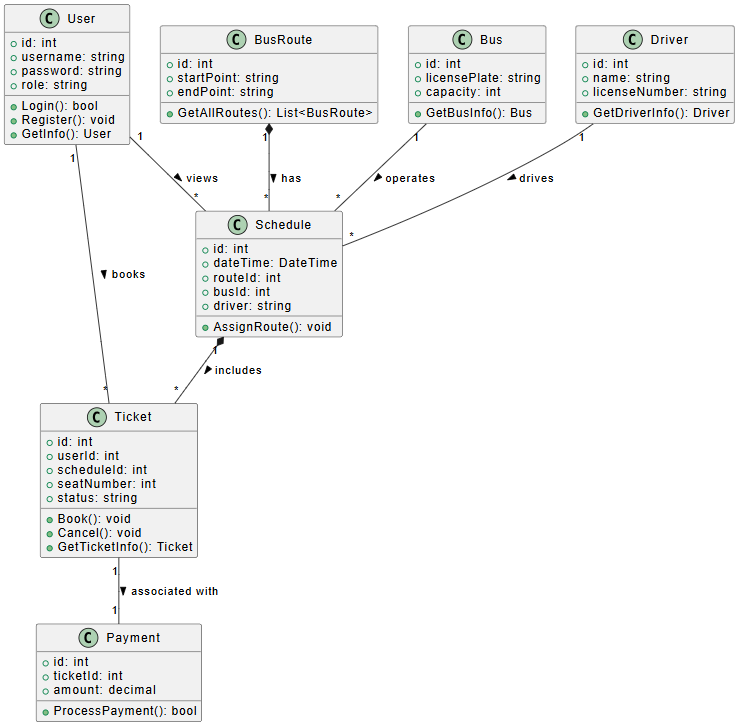 C User
id: int
username: string
password: string
role: string
Login(): bool
Register(): void
GetInfo(): User
C BusRoute
id: int
startPoint: string
endPoint: string
GetAllRoutes(): List<BusRoute>
C Bus
id: int
licensePlate: string
capacity: int
GetBusInfo(): Bus
C Driver
id: int
name: string
licenseNumber: string
GetDriverInfo(): Driver
1
1
1
1
1
views
has
operates
drives
*
*
*
*
C Schedule
id: int
dateTime: DateTime
routeId: int
busId: int
driver: string
AssignRoute(): void
books
1
includes
*
*
C Ticket
id: int
userId: int
scheduleId: int
seatNumber: int
status: string
Book(): void
Cancel(): void
GetTicketInfo(): Ticket
1
associated with
1
C Payment
id: int
ticketId: int
amount: decimal
ProcessPayment(): bool